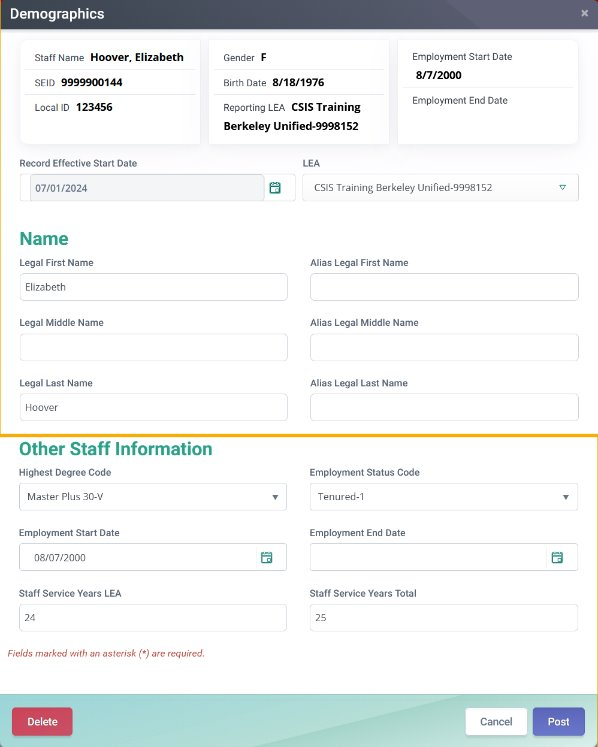 Demographics ×
Staff Name Hoover, Elizabeth
SEID 9999900144
Local ID 123456
Gender F
Birth Date 8/18/1976
Reporting LEA CSIS Training
Berkeley Unified-9998152
Employment Start Date
8/7/2000
Employment End Date
Record Effective Start Date LEA
07/01/2024 CSIS Training Berkeley Unified-9998152
Name
Legal First Name Alias Legal First Name
Elizabeth
Legal Middle Name Alias Legal Middle Name
Legal Last Name Alias Legal Last Name
Hoover
Other Staff Information
Highest Degree Code Employment Status Code
Master Plus 30-V Tenured-1
Employment Start Date Employment End Date
08/07/2000
Staff Service Years LEA Staff Service Years Total
24 25
Fields marked with an asterisk (*) are required.
Delete Cancel Post